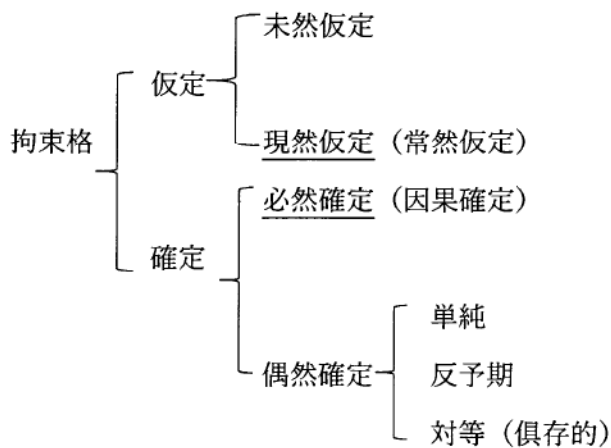 拘束格
仮定
未然仮定
現然仮定（常然仮定）
確定
必然確定（因果確定）
偶然確定
単純
反予期
対等（倶存的）